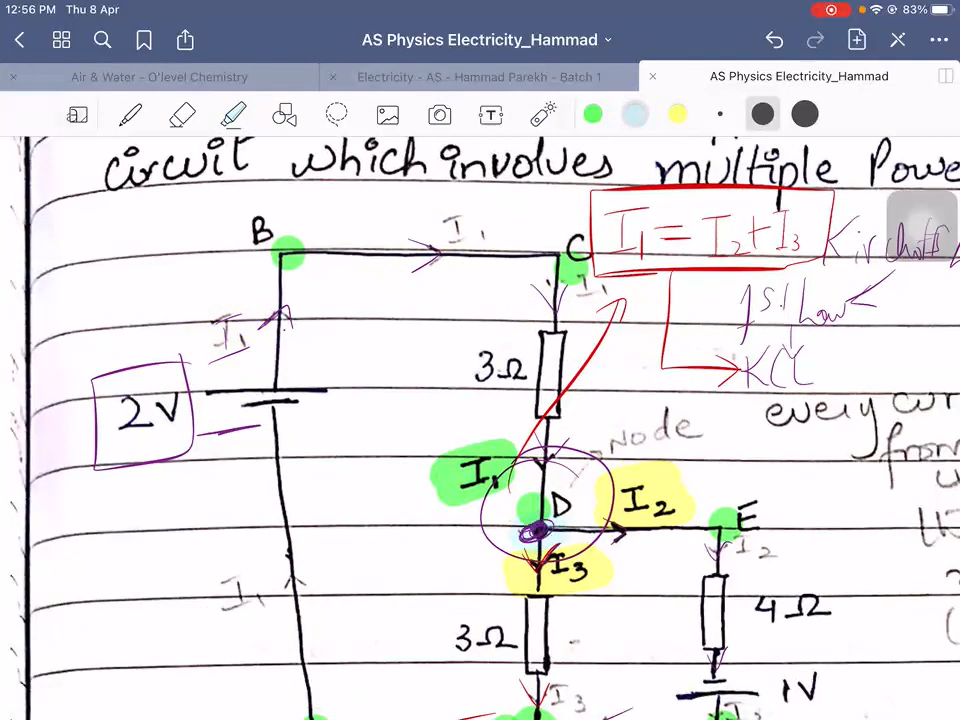 12:56 PM Thu 8 Apr
83%
AS Physics Electricity_Hammad
Air & Water - O'level Chemistry
Electricity - AS - Hammad Parekh - Batch 1
AS Physics Electricity_Hammad
circuit which involves multiple Powe
B
I₁
C
I₁ = I₂ + I₃
I₁
I₁
1st Law
3Ω
KCL
2V
every curr
from
Node
I₁
D
I₂
E
I₂
I₃
I₁
4Ω
3Ω
1V
I₃